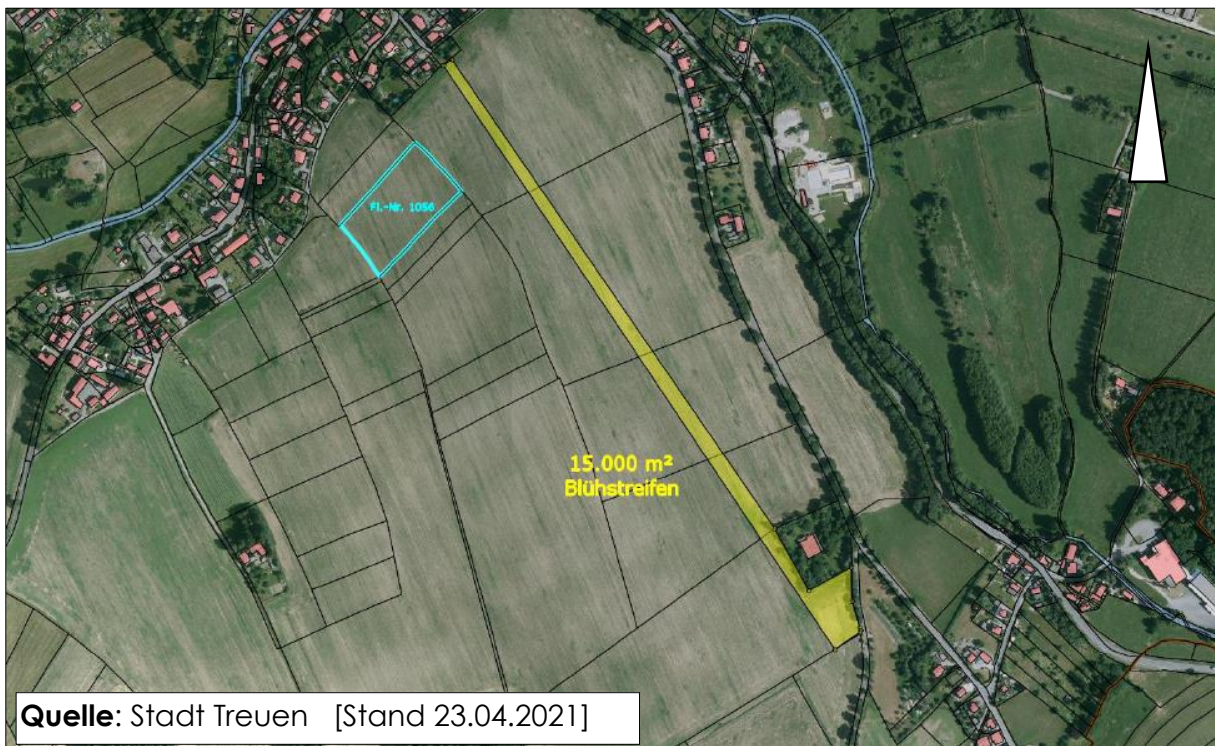 Fl.-Nr. 1056
15.000 m²
Blühstreifen
Quelle: Stadt Treuen [Stand 23.04.2021]